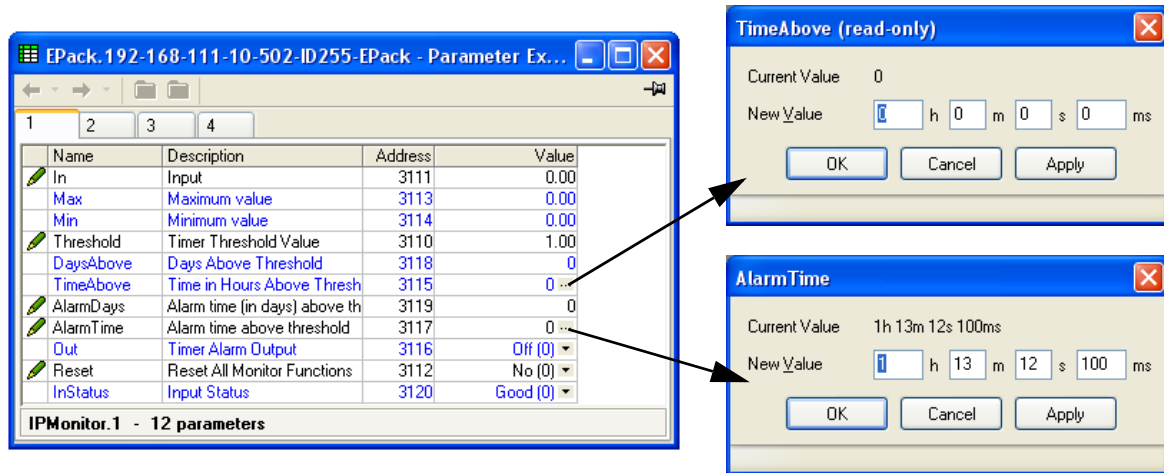 EPack.192-168-111-10-502-ID255-EPack - Parameter Ex...
1 2 3 4
Name Description Address Value
In Input 3111 0.00
Max Maximum value 3113 0.00
Min Minimum value 3114 0.00
Threshold Timer Threshold Value 3110 1.00
DaysAbove Days Above Threshold 3118 0
TimeAbove Time in Hours Above Thresh 3115 0 ...
AlarmDays Alarm time (in days) above th 3119 0
AlarmTime Alarm time above threshold 3117 0 ...
Out Timer Alarm Output 3116 Off (0)
Reset Reset All Monitor Functions 3112 No (0)
InStatus Input Status 3120 Good (0)
IPMonitor.1 - 12 parameters
TimeAbove (read-only)
Current Value 0
New Value 0 h 0 m 0 s 0 ms
OK Cancel Apply
AlarmTime
Current Value 1h 13m 12s 100ms
New Value 1 h 13 m 12 s 100 ms
OK Cancel Apply